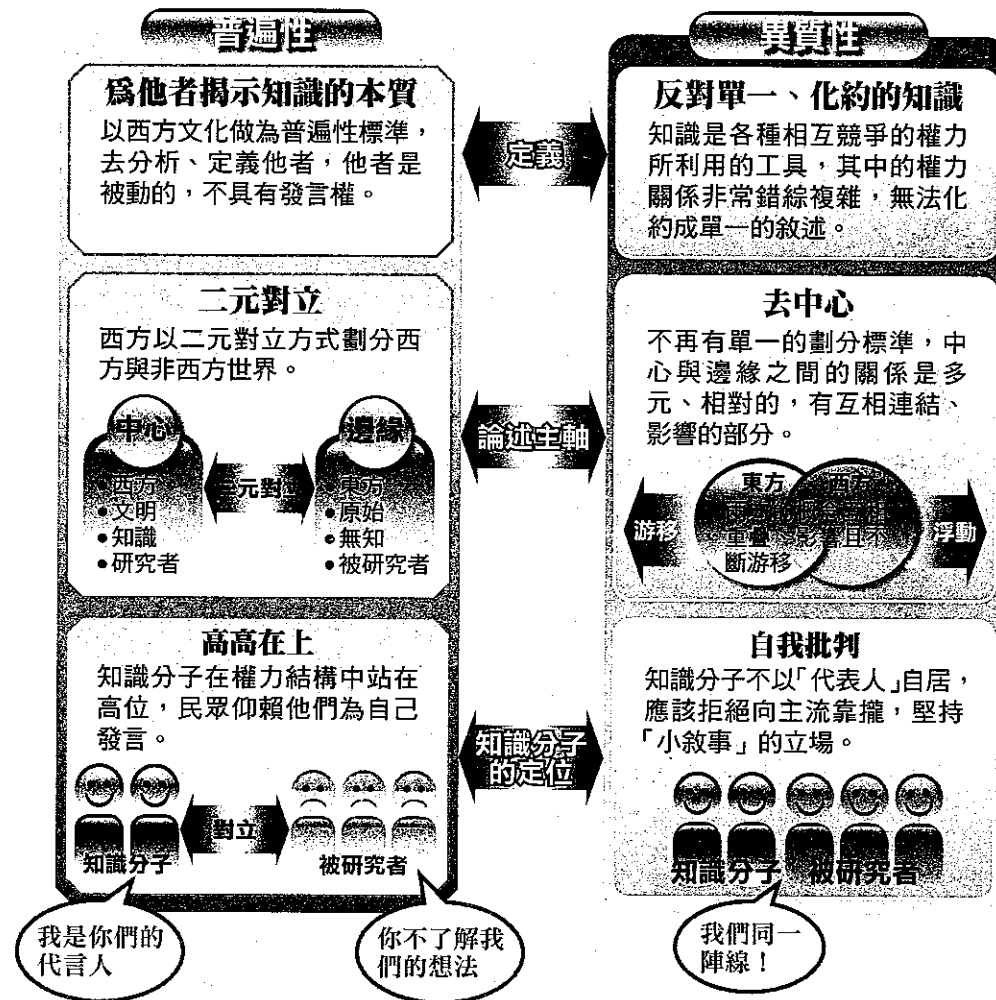 普遍性
為他者揭示知識的本質
以西方文化做為普遍性標準，
去分析、定義他者，他者是
被動的，不具有發言權。
二元對立
西方以二元對立方式劃分西
方與非西方世界。
中心
•西方
•文明
•知識
•研究者
二元對立
邊緣
•東方
•原始
•無知
•被研究者
高高在上
知識分子在權力結構中站在
高位，民眾仰賴他們為自己
發言。
對立
知識分子
被研究者
我是你們的
代言人
你不了解我
們的想法
定義
論述主軸
知識分子
的定位
異質性
反對單一、化約的知識
知識是各種相互競爭的權力
所利用的工具，其中的權力
關係非常錯綜複雜，無法化
約成單一的敘述。
去中心
不再有單一的劃分標準，中
心與邊緣之間的關係是多
元、相對的，有互相連結、
影響的部分。
游移
東方
西方
重疊、影響且不
斷游移
浮動
自我批判
知識分子不以「代表人」自居，
應該拒絕向主流靠攏，堅持
「小敘事」的立場。
知識分子
被研究者
我們同一
陣線！